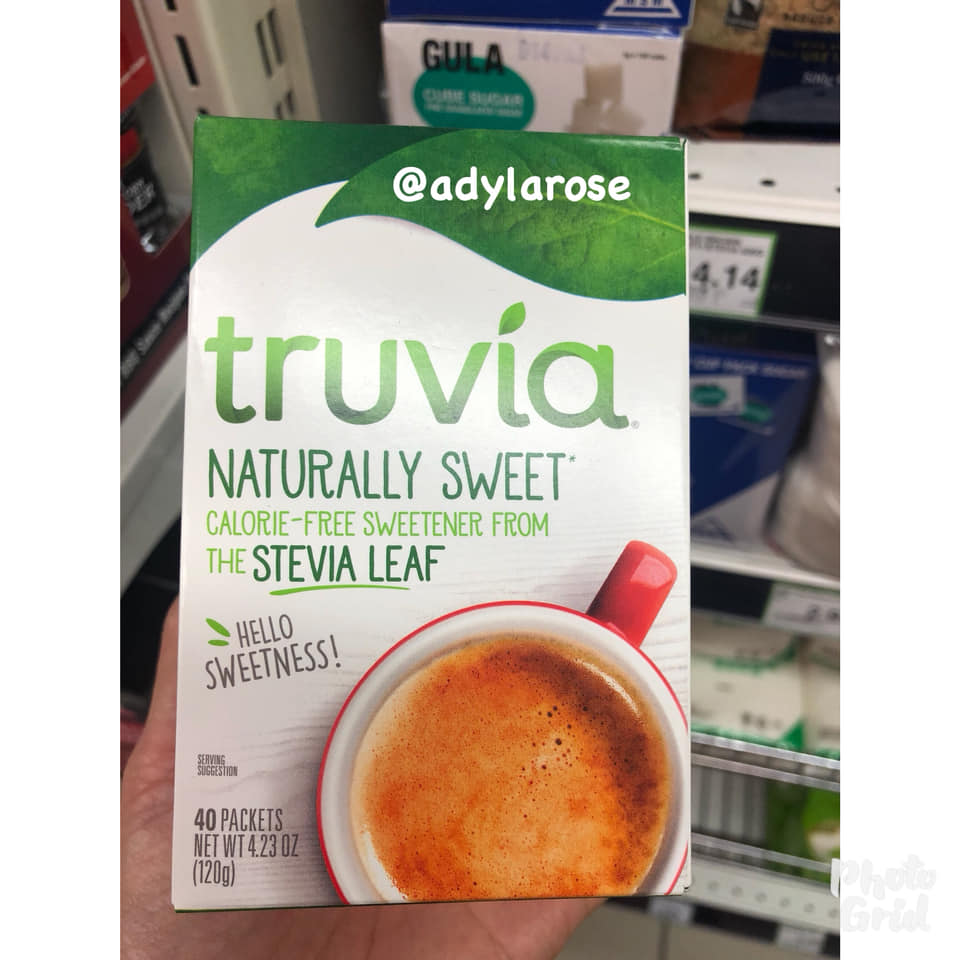 GULA
CUBE SUGAR
@adylarose
4.14
truvia®
NATURALLY SWEET*
CALORIE-FREE SWEETENER FROM
THE STEVIA LEAF
HELLO
SWEETNESS!
SERVING
SUGGESTION
40 PACKETS
NET WT 4.23 OZ
(120g)
Photo
Grid